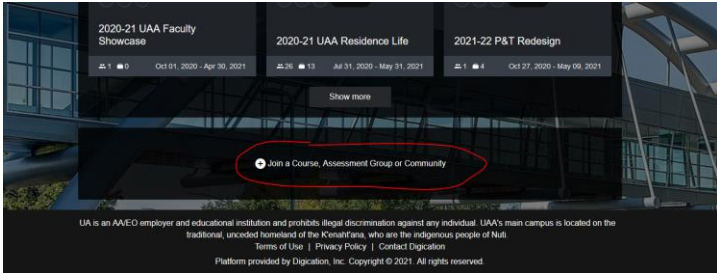 2020-21 UAA Faculty
Showcase
1 0 Oct 01, 2020 - Apr 30, 2021
2020-21 UAA Residence Life
26 13 Jul 31, 2020 - May 31, 2021
2021-22 P&T Redesign
1 4 Oct 27, 2020 - May 09, 2021
Show more
Join a Course, Assessment Group or Community
UA is an AA/EO employer and educational institution and prohibits illegal discrimination against any individual. UAA's main campus is located on the
traditional, unceded homeland of the K'enaht'ana, who are the indigenous people of Nuti.
Terms of Use | Privacy Policy | Contact Digication
Platform provided by Digication, Inc. Copyright © 2021. All rights reserved.